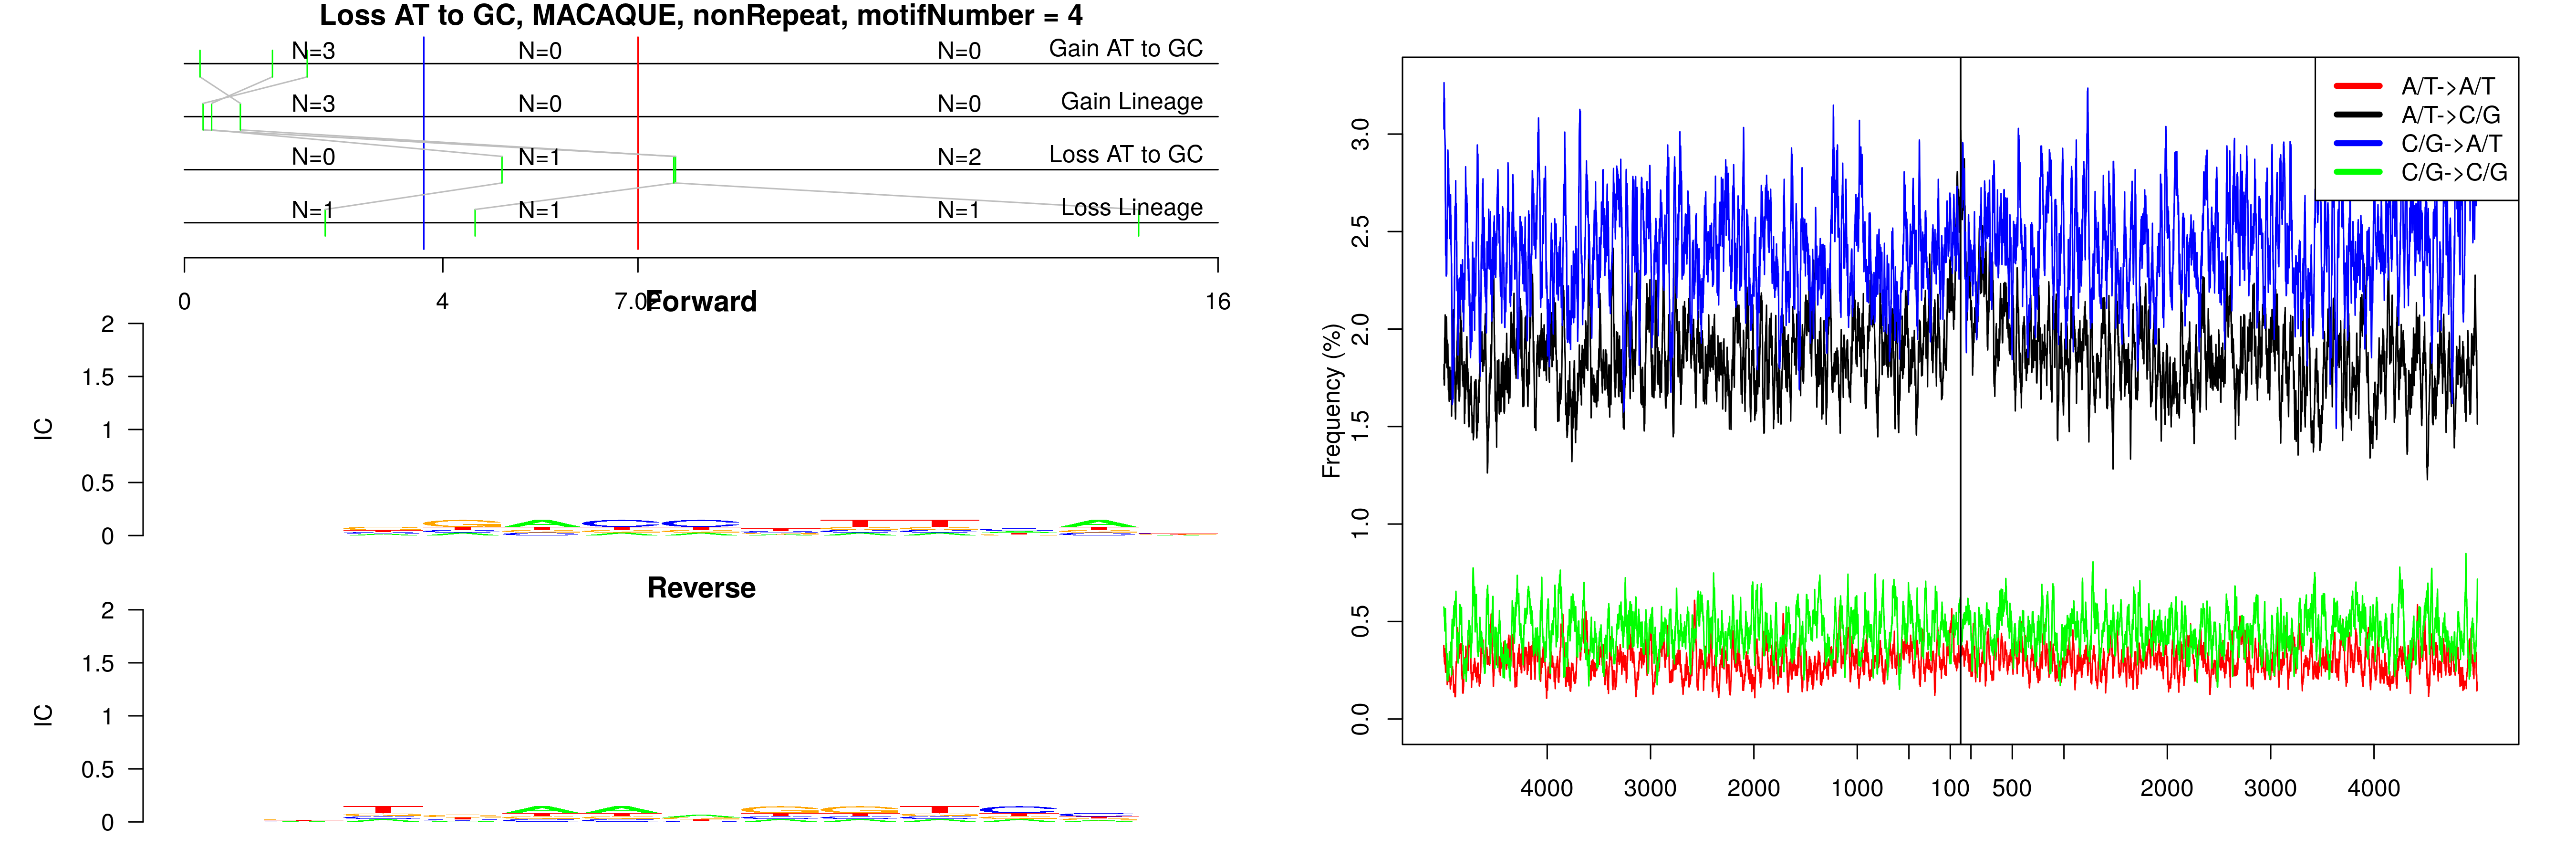 Loss AT to GC, MACAQUE, nonRepeat, motifNumber = 4
N=3 N=0 N=0 Gain AT to GC
N=3 N=0 N=0 Gain Lineage
N=0 N=1 N=2 Loss AT to GC
N=1 N=1 N=1 Loss Lineage
0 4 7.02 16
Forward
2
1.5
1
0.5
0
IC
Reverse
2
1.5
1
0.5
0
IC
A/T->A/T
A/T->C/G
C/G->A/T
C/G->C/G
Frequency (%)
3.0
2.5
2.0
1.5
1.0
0.5
0.0
4000 3000 2000 1000 100 500 2000 3000 4000